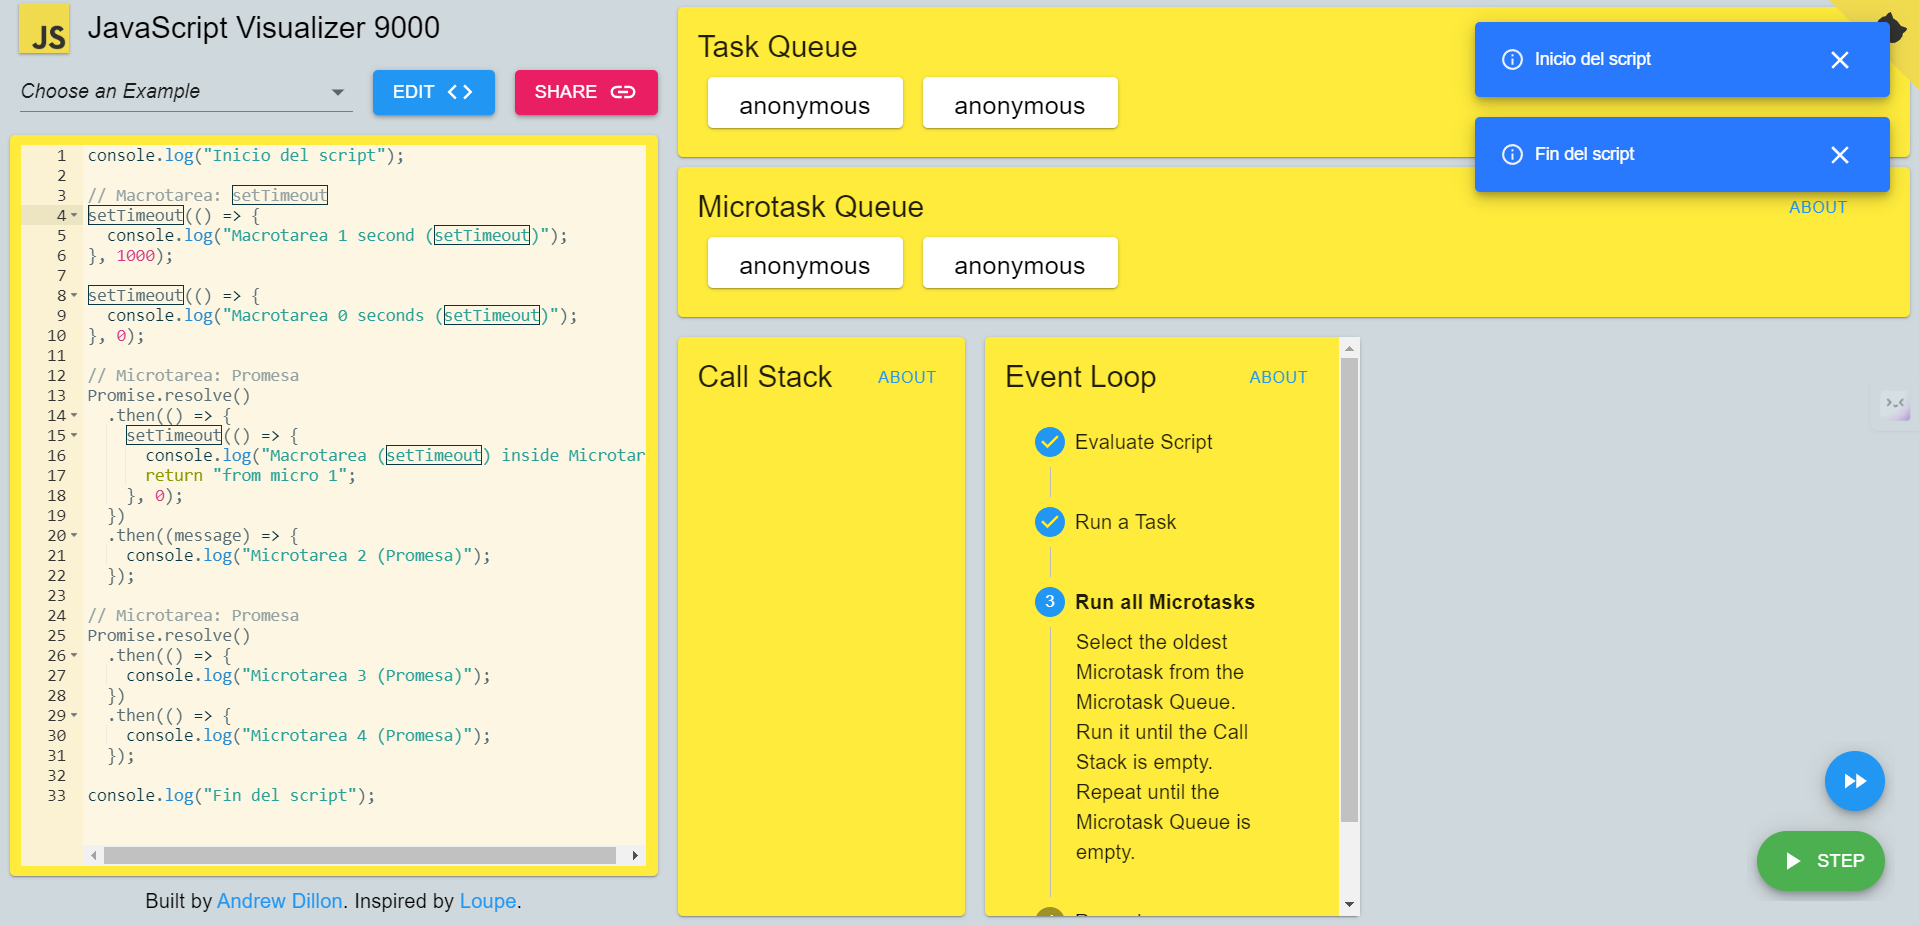 JS
JavaScript Visualizer 9000
Choose an Example
EDIT
SHARE
1 console.log("Inicio del script");
2
3 // Macrotarea: setTimeout
4 setTimeout(() => {
5 console.log("Macrotarea 1 second (setTimeout)");
6 }, 1000);
7
8 setTimeout(() => {
9 console.log("Macrotarea 0 seconds (setTimeout)");
10 }, 0);
11
12 // Microtarea: Promesa
13 Promise.resolve()
14 .then(() => {
15 setTimeout(() => {
16 console.log("Macrotarea (setTimeout) inside Microtar
17 return "from micro 1";
18 }, 0);
19 })
20 .then((message) => {
21 console.log("Microtarea 2 (Promesa)");
22 });
23
24 // Microtarea: Promesa
25 Promise.resolve()
26 .then(() => {
27 console.log("Microtarea 3 (Promesa)");
28 })
29 .then(() => {
30 console.log("Microtarea 4 (Promesa)");
31 });
32
33 console.log("Fin del script");
Built by Andrew Dillon. Inspired by Loupe.
Task Queue
anonymous anonymous
Inicio del script
Fin del script
Microtask Queue
ABOUT
anonymous anonymous
Call Stack ABOUT
Event Loop ABOUT
Evaluate Script
Run a Task
3 Run all Microtasks
Select the oldest
Microtask from the
Microtask Queue.
Run it until the Call
Stack is empty.
Repeat until the
Microtask Queue is
empty.
STEP